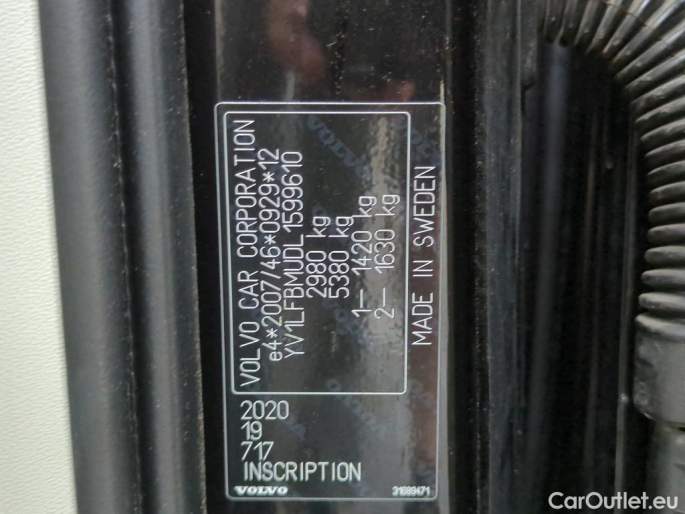 VOLVO CAR CORPORATION
e4*2007/46*0929*12
YV1LFBMUDL1599610
2980 kg
5380 kg
1– 1420 kg
2– 1630 kg
MADE IN SWEDEN
2020
19
717
INSCRIPTION
VOLVO
31689471
CarOutlet.eu